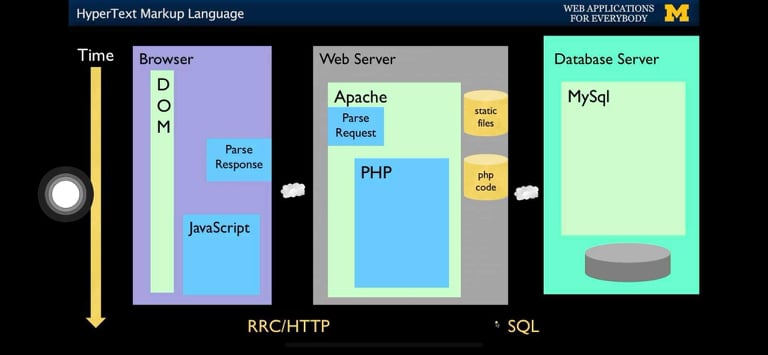 HyperText Markup Language
WEB APPLICATIONS
FOR EVERYBODY
M
Time
Browser
D
O
M
Parse
Response
JavaScript
Web Server
Apache
Parse
Request
PHP
static
files
php
code
Database Server
MySql
RRC/HTTP
SQL